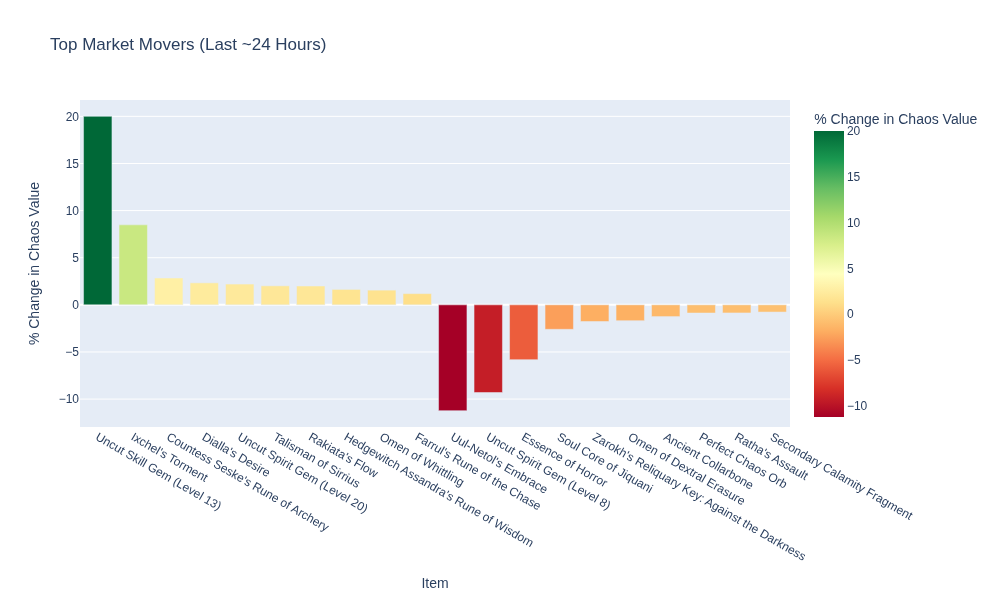 Top Market Movers (Last ~24 Hours)
% Change in Chaos Value
20
15
10
5
0
−5
−10
Uncut Skill Gem (Level 13)
Ixchel's Torment
Countess Seske's Rune of Archery
Dialla's Desire
Uncut Spirit Gem (Level 20)
Talisman of Sirrius
Rakiata's Flow
Hedgewitch Assandra's Rune of Wisdom
Omen of Whittling
Farrul's Rune of the Chase
Uul-Netol's Embrace
Uncut Spirit Gem (Level 8)
Essence of Horror
Soul Core of Jiquani
Zarokh's Reliquary Key: Against the Darkness
Omen of Dextral Erasure
Ancient Collarbone
Perfect Chaos Orb
Ratha's Assault
Secondary Calamity Fragment
Item
% Change in Chaos Value
20
15
10
5
0
−5
−10